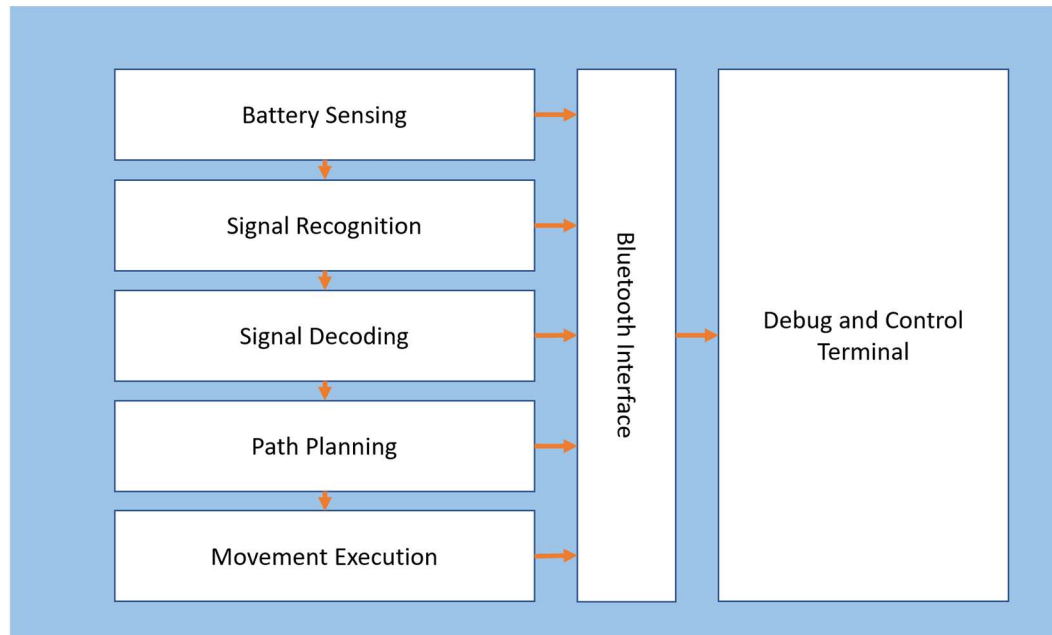 Battery Sensing
Signal Recognition
Signal Decoding
Path Planning
Movement Execution
Bluetooth Interface
Debug and Control
Terminal